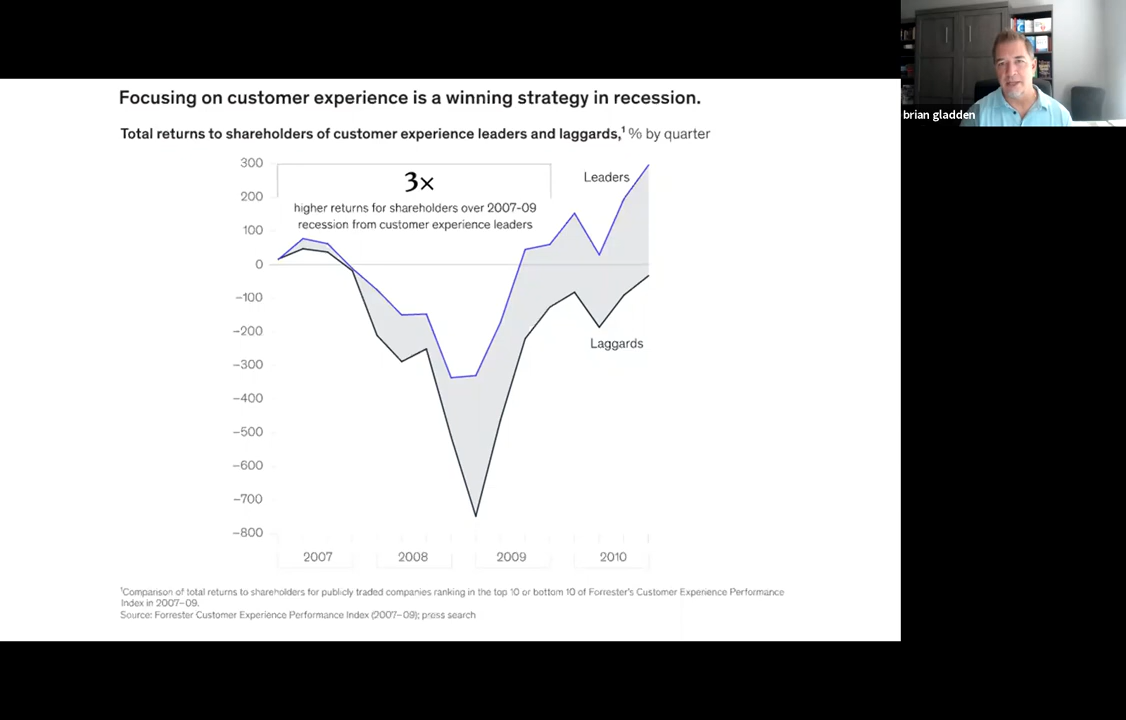 Focusing on customer experience is a winning strategy in recession.
Total returns to shareholders of customer experience leaders and laggards,¹ % by quarter
300
200
100
0
−100
−200
−300
−400
−500
−600
−700
−800
3×
higher returns for shareholders over 2007-09
recession from customer experience leaders
Leaders
Laggards
2007
2008
2009
2010
¹Comparison of total returns to shareholders for publicly traded companies ranking in the top 10 or bottom 10 of Forrester's Customer Experience Performance
Index in 2007–09.
Source: Forrester Customer Experience Performance Index (2007–09); press search
brian gladden